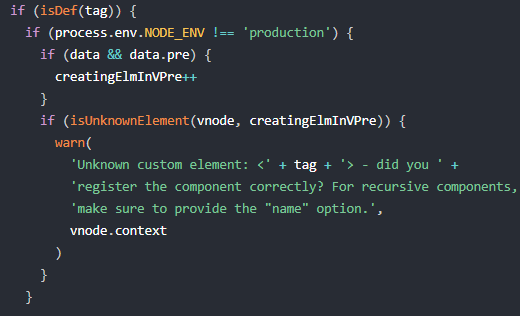 if (isDef(tag)) {
if (process.env.NODE_ENV !== 'production') {
if (data && data.pre) {
creatingElmInVPre++
}
if (isUnknownElement(vnode, creatingElmInVPre)) {
warn(
'Unknown custom element: <' + tag + '> - did you ' +
'register the component correctly? For recursive components,
'make sure to provide the "name" option.',
vnode.context
)
}
}